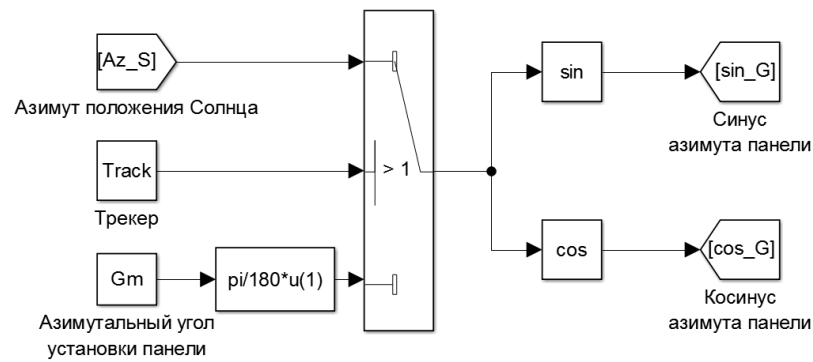 [Az_S]
Азимут положения Солнца
Track
Трекер
Gm
pi/180*u(1)
Азимутальный угол
установки панели
> 1
sin
[sin_G]
Синус
азимута панели
cos
[cos_G]
Косинус
азимута панели